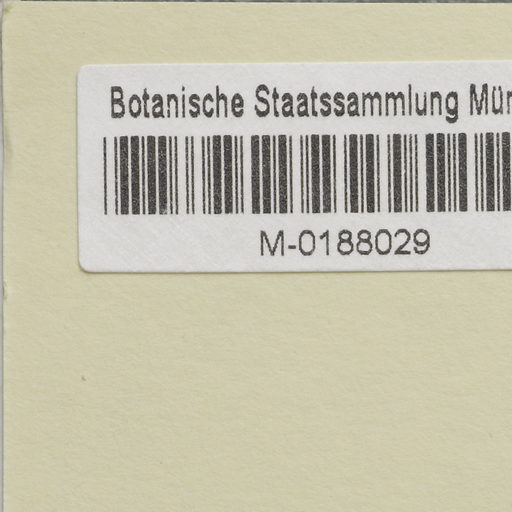 Botanische Staatssammlung Mün
M-0188029